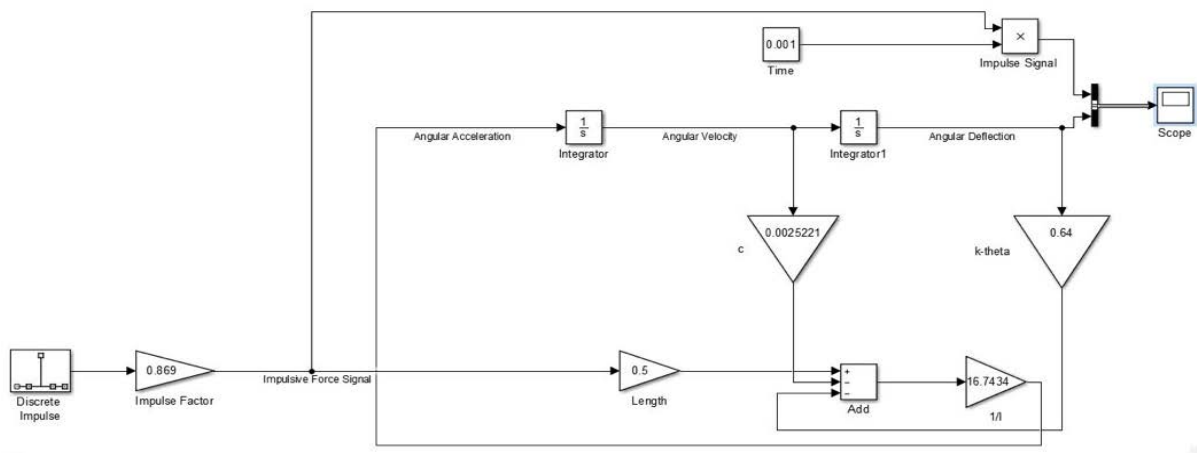 0.001
Time
×
Impulse Signal
Scope
Angular Acceleration
1
s
Integrator
Angular Velocity
1
s
Integrator1
Angular Deflection
0.0025221
c
0.64
k-theta
Discrete
Impulse
0.869
Impulse Factor
Impulsive Force Signal
0.5
Length
+
−
−
Add
16.7434
1/I